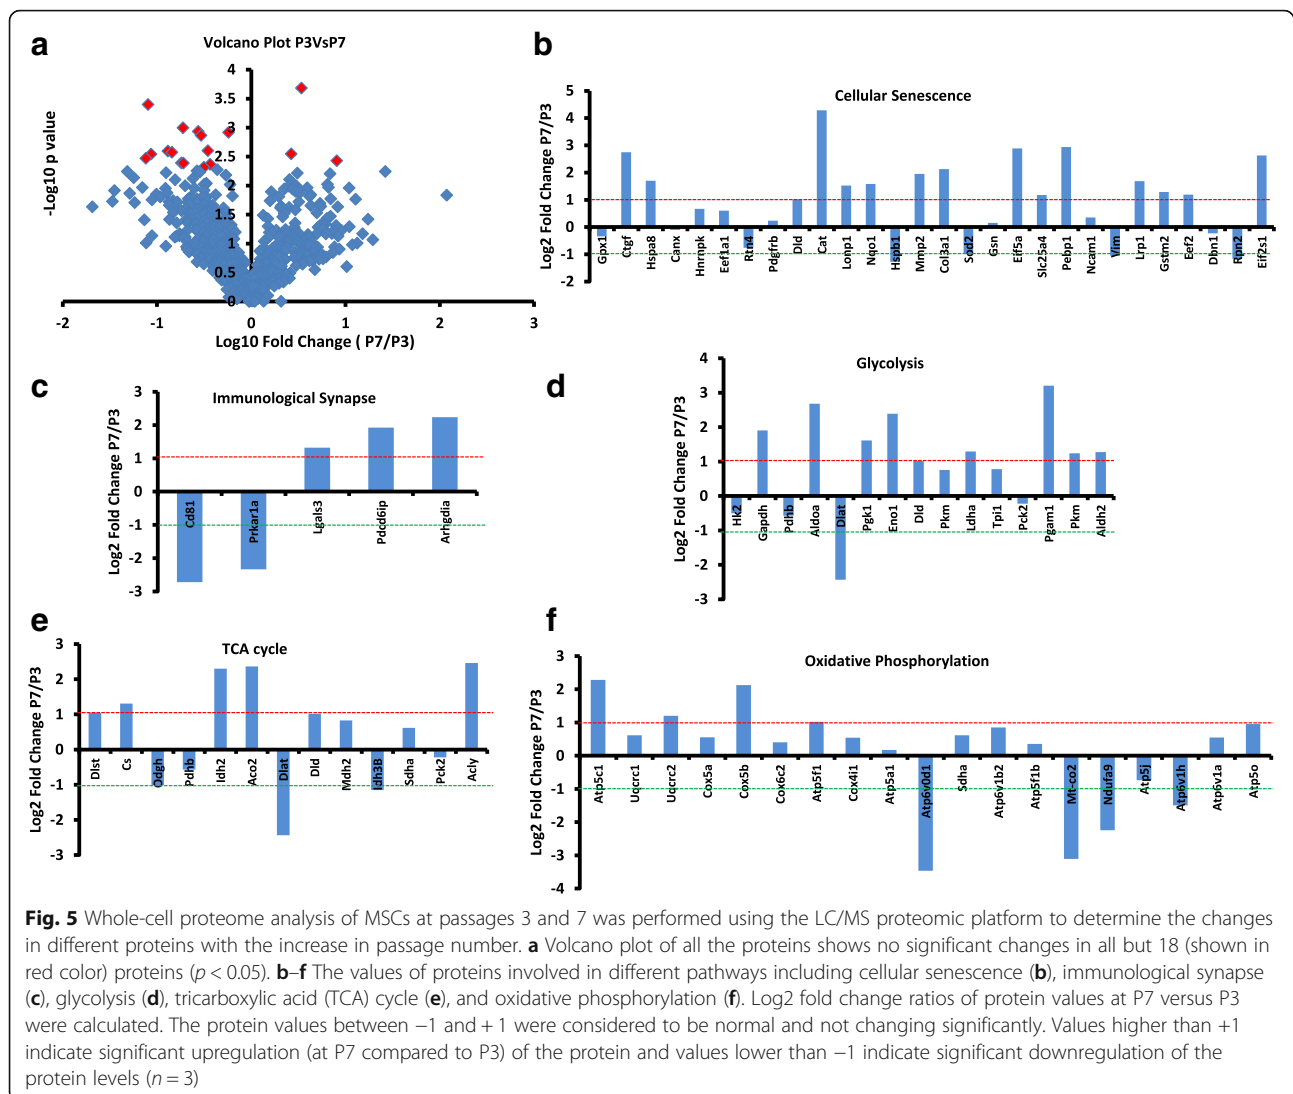 a
Volcano Plot P3VsP7
-Log10 p value
4
3.5
3
2.5
2
1.5
1
0.5
0
-2
-1
0
1
2
3
Log10 Fold Change ( P7/P3)
b
Cellular Senescence
Log2 Fold Change P7/P3
5
4
3
2
1
0
-1
-2
Gpx1
Ctgf
Hspa8
Canx
Hnrnpk
Eef1a1
Rtn4
Pdgfrb
Dld
Cat
Lonp1
Nqo1
Hspb1
Mmp2
Col3a1
Sod2
Gsn
Eif5a
Slc25a4
Pebp1
Ncam1
Vim
Lrp1
Gstm2
Eef2
Dbn1
Rpn2
Eif2s1
c
Immunological Synapse
Log2 Fold Change P7/P3
3
2
1
0
-1
-2
-3
Cd81
Prkar1a
Lgals3
Pdcd6ip
Arhgdia
d
Glycolysis
Log2 Fold Change P7/P3
4
3
2
1
0
-1
-2
-3
Hk2
Gapdh
Pdhb
Aldoa
Dlat
Pgk1
Eno1
Dld
Pkm
Ldha
Tpi1
Pck2
Pgam1
Pkm
Aldh2
e
TCA cycle
Log2 Fold Change P7/P3
3
2
1
0
-1
-2
-3
Dlst
Cs
Odgh
Pdhb
Idh2
Aco2
Dlat
Dld
Mdh2
Idh3B
Sdha
Pck2
Acly
f
Oxidative Phosphorylation
Log2 Fold Change P7/P3
3
2
1
0
-1
-2
-3
-4
Atp5c1
Uqcrc1
Uqcrc2
Cox5a
Cox5b
Cox6c2
Atp5f1
Cox4i1
Atp5a1
Atp6v0d1
Sdha
Atp6v1b2
Atp5f1b
Mt-co2
Ndufa9
Atp5j
Atp6v1h
Atp6v1a
Atp5o
Fig. 5 Whole-cell proteome analysis of MSCs at passages 3 and 7 was performed using the LC/MS proteomic platform to determine the changes
in different proteins with the increase in passage number. a Volcano plot of all the proteins shows no significant changes in all but 18 (shown in
red color) proteins (p < 0.05). b–f The values of proteins involved in different pathways including cellular senescence (b), immunological synapse
(c), glycolysis (d), tricarboxylic acid (TCA) cycle (e), and oxidative phosphorylation (f). Log2 fold change ratios of protein values at P7 versus P3
were calculated. The protein values between −1 and + 1 were considered to be normal and not changing significantly. Values higher than +1
indicate significant upregulation (at P7 compared to P3) of the protein and values lower than −1 indicate significant downregulation of the
protein levels (n = 3)